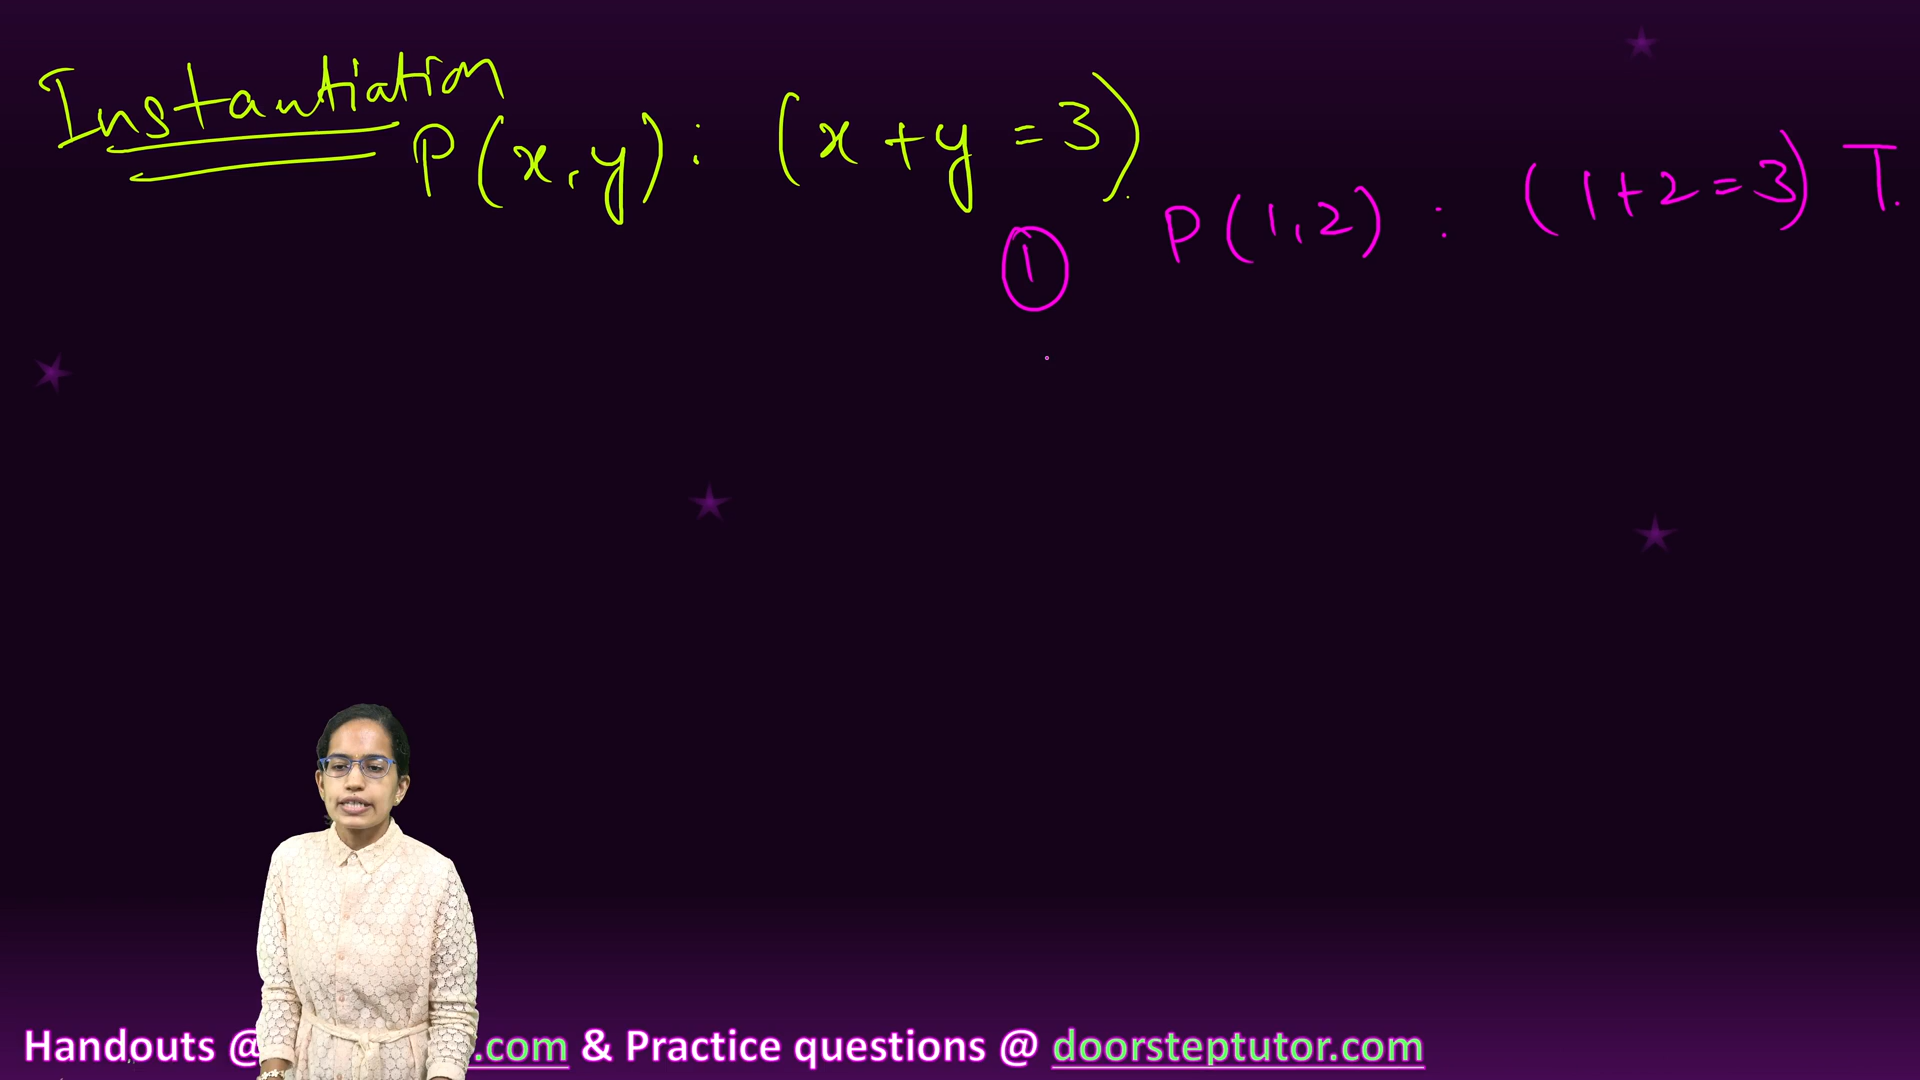 Instantiation
P(x,y): (x+y=3).
① P(1,2): (1+2=3) T.
Handouts @ .com & Practice questions @ doorsteptutor.com